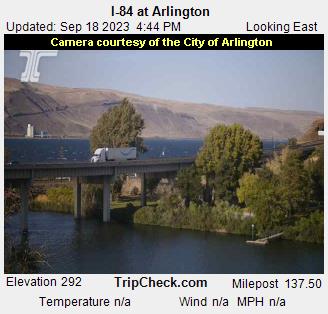 I-84 at Arlington
Updated: Sep 18 2023 4:44 PM Looking East
Camera courtesy of the City of Arlington
Elevation 292 TripCheck.com Milepost 137.50
Temperature n/a Wind n/a MPH n/a